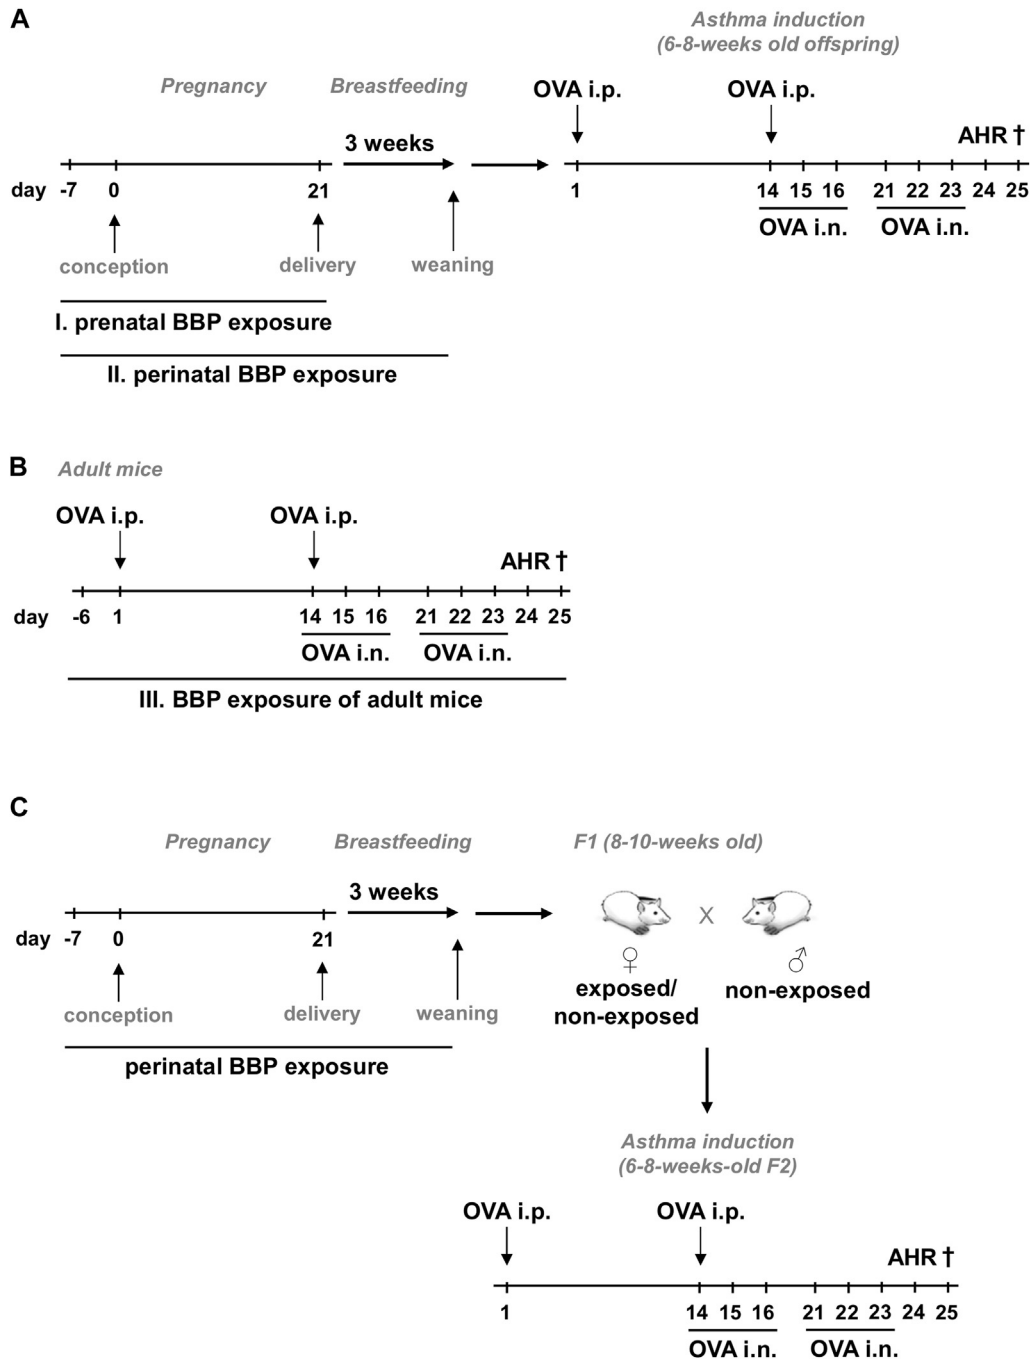 A
Asthma induction
(6-8-weeks old offspring)
Pregnancy Breastfeeding
OVA i.p. OVA i.p.
3 weeks
AHR †
day -7 0 21 1 14 15 16 21 22 23 24 25
OVA i.n. OVA i.n.
conception delivery weaning
I. prenatal BBP exposure
II. perinatal BBP exposure
B Adult mice
OVA i.p. OVA i.p.
AHR †
day -6 1 14 15 16 21 22 23 24 25
OVA i.n. OVA i.n.
III. BBP exposure of adult mice
C
Pregnancy Breastfeeding F1 (8-10-weeks old)
3 weeks
X
day -7 0 21
♀ ♂
exposed/
non-exposed
non-exposed
conception delivery weaning
perinatal BBP exposure
Asthma induction
(6-8-weeks-old F2)
OVA i.p. OVA i.p.
AHR †
1 14 15 16 21 22 23 24 25
OVA i.n. OVA i.n.